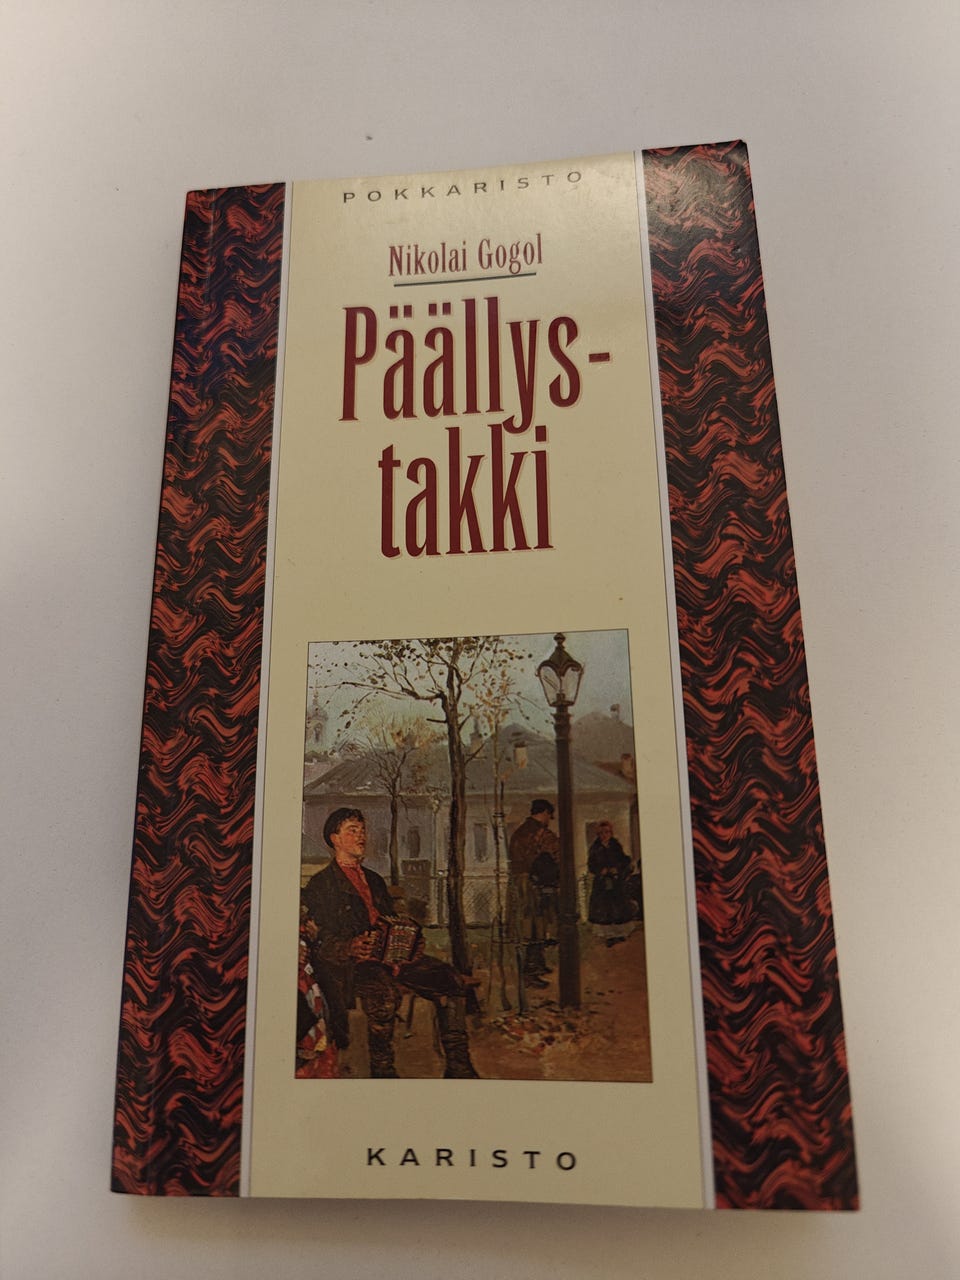 POKKARISTO
Nikolai Gogol
Päällys-
takki
KARISTO